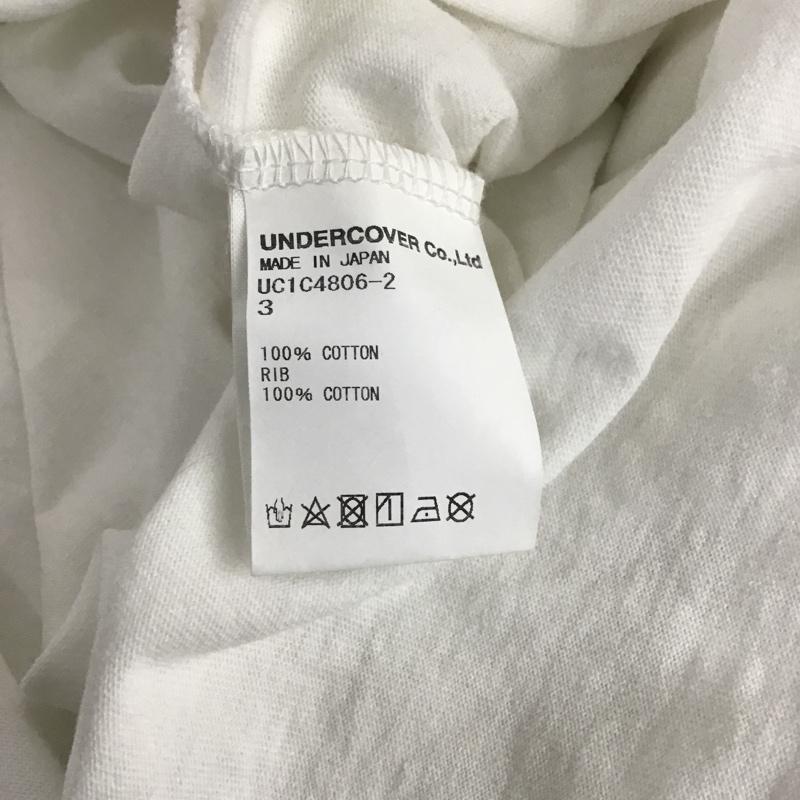 UNDERCOVER Co.,Ltd
MADE IN JAPAN
UC1C4806-2
3
100% COTTON
RIB
100% COTTON